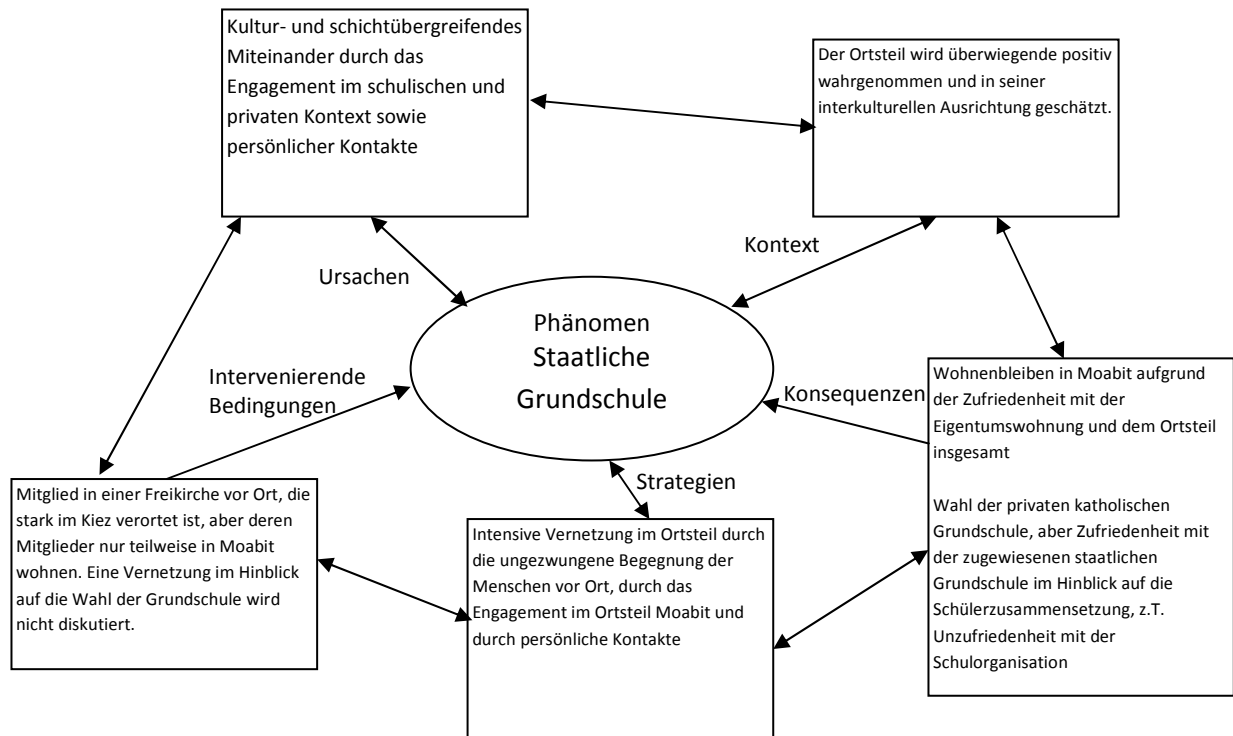 Kultur- und schichtübergreifendes
Miteinander durch das
Engagement im schulischen und
privaten Kontext sowie
persönlicher Kontakte
Der Ortsteil wird überwiegende positiv
wahrgenommen und in seiner
interkulturellen Ausrichtung geschätzt.
Ursachen
Kontext
Phänomen
Staatliche
Grundschule
Intervenierende
Bedingungen
Konsequenzen
Strategien
Mitglied in einer Freikirche vor Ort, die
stark im Kiez verortet ist, aber deren
Mitglieder nur teilweise in Moabit
wohnen. Eine Vernetzung im Hinblick
auf die Wahl der Grundschule wird
nicht diskutiert.
Intensive Vernetzung im Ortsteil durch
die ungezwungene Begegnung der
Menschen vor Ort, durch das
Engagement im Ortsteil Moabit und
durch persönliche Kontakte
Wohnenbleiben in Moabit aufgrund
der Zufriedenheit mit der
Eigentumswohnung und dem Ortsteil
insgesamt
Wahl der privaten katholischen
Grundschule, aber Zufriedenheit mit
der zugewiesenen staatlichen
Grundschule im Hinblick auf die
Schülerzusammensetzung, z.T.
Unzufriedenheit mit der
Schulorganisation